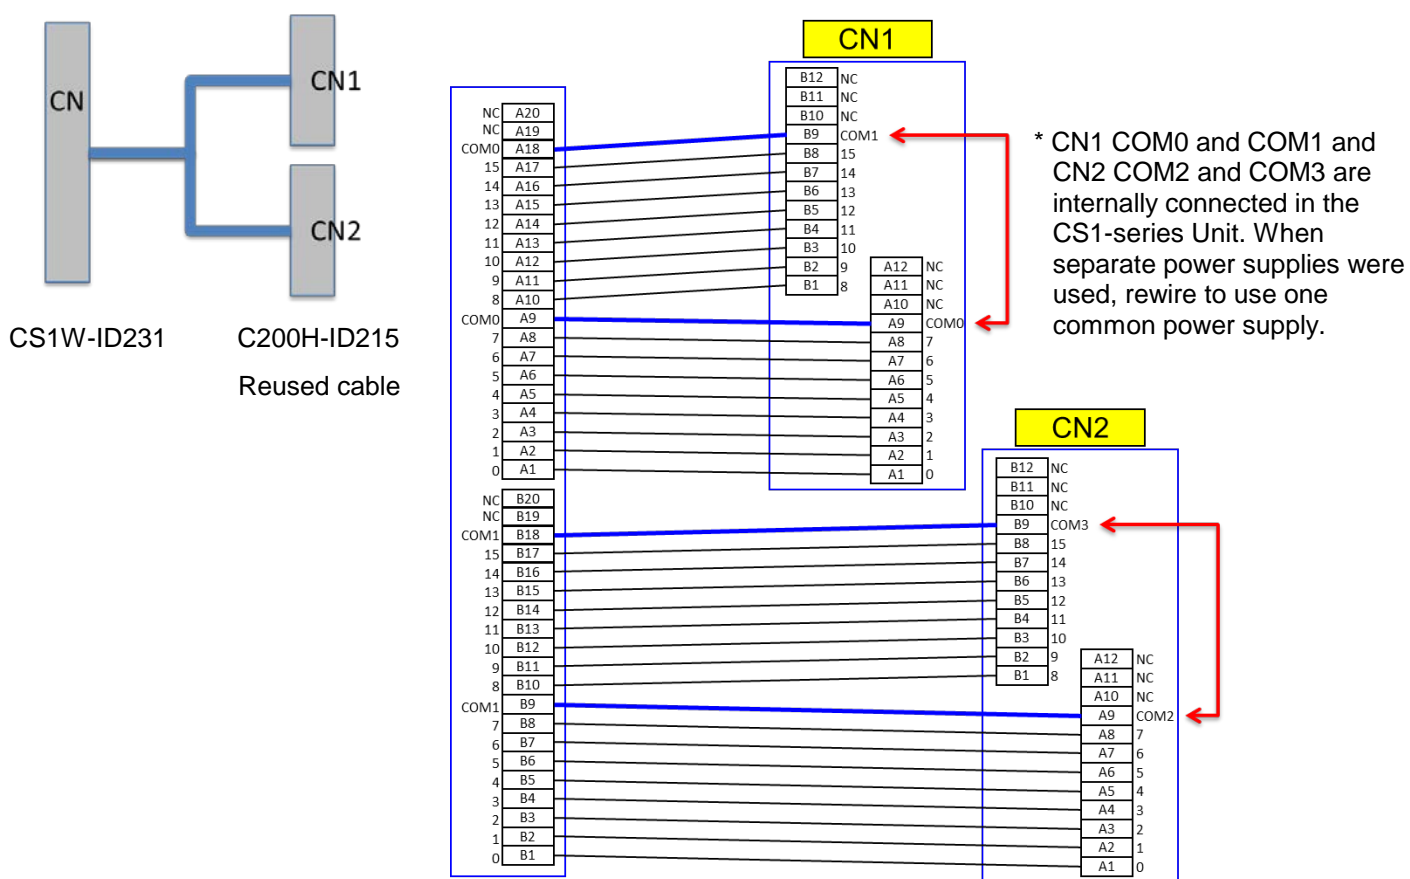 CN
CN1
CN2
CS1W-ID231
C200H-ID215
Reused cable
CN1
NC A20
NC A19
COM0 A18
15 A17
14 A16
13 A15
12 A14
11 A13
10 A12
9 A11
8 A10
COM0 A9
7 A8
6 A7
5 A6
4 A5
3 A4
2 A3
1 A2
0 A1
NC B20
NC B19
COM1 B18
15 B17
14 B16
13 B15
12 B14
11 B13
10 B12
9 B11
8 B10
COM1 B9
7 B8
6 B7
5 B6
4 B5
3 B4
2 B3
1 B2
0 B1
B12 NC
B11 NC
B10 NC
B9 COM1
B8 15
B7 14
B6 13
B5 12
B4 11
B3 10
B2 9
B1 8
A12 NC
A11 NC
A10 NC
A9 COM0
A8 7
A7 6
A6 5
A5 4
A4 3
A3 2
A2 1
A1 0
* CN1 COM0 and COM1 and
CN2 COM2 and COM3 are
internally connected in the
CS1-series Unit. When
separate power supplies were
used, rewire to use one
common power supply.
CN2
B12 NC
B11 NC
B10 NC
B9 COM3
B8 15
B7 14
B6 13
B5 12
B4 11
B3 10
B2 9
B1 8
A12 NC
A11 NC
A10 NC
A9 COM2
A8 7
A7 6
A6 5
A5 4
A4 3
A3 2
A2 1
A1 0